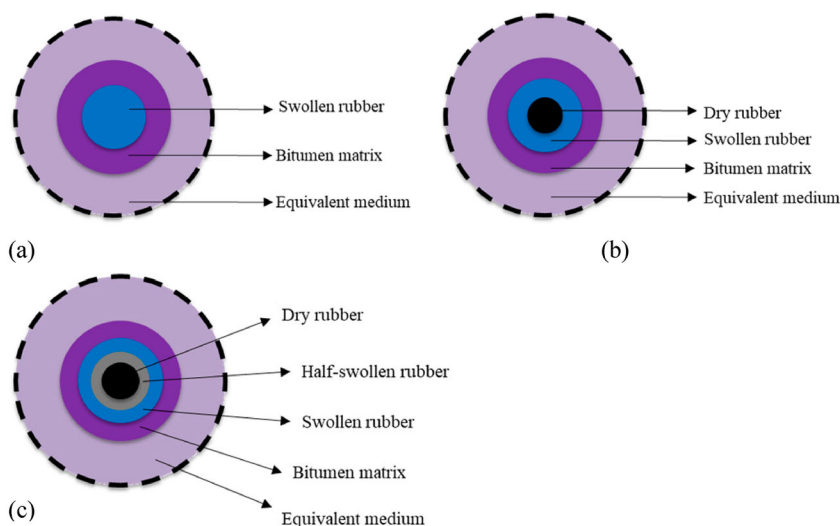 Swollen rubber
Bitumen matrix
Equivalent medium
(a)
Dry rubber
Swollen rubber
Bitumen matrix
Equivalent medium
(b)
Dry rubber
Half-swollen rubber
Swollen rubber
Bitumen matrix
Equivalent medium
(c)